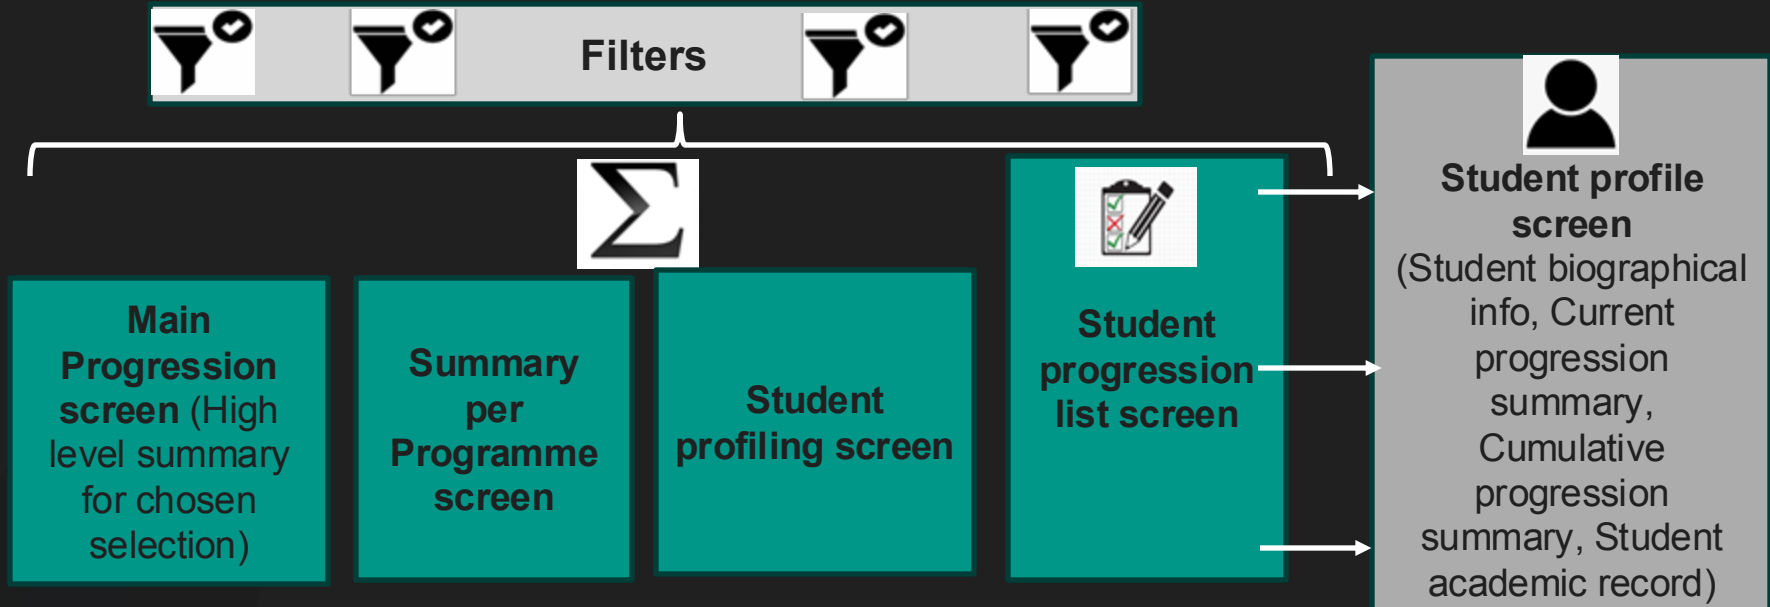 Filters
Main
Progression
screen (High
level summary
for chosen
selection)
Summary
per
Programme
screen
Student
profiling screen
Student
progression
list screen
Student profile
screen
(Student biographical
info, Current
progression
summary,
Cumulative
progression
summary, Student
academic record)